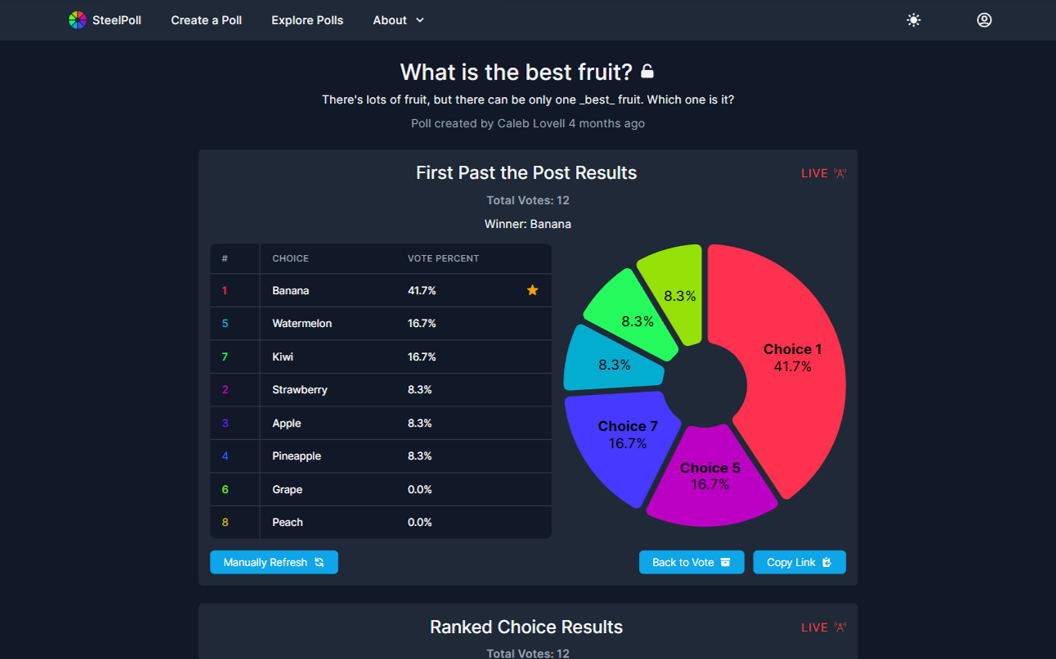 SteelPoll Create a Poll Explore Polls About
What is the best fruit?
There's lots of fruit, but there can be only one _best_ fruit. Which one is it?
Poll created by Caleb Lovell 4 months ago
First Past the Post Results
LIVE
Total Votes: 12
Winner: Banana
# CHOICE VOTE PERCENT
1 Banana 41.7%
5 Watermelon 16.7%
7 Kiwi 16.7%
2 Strawberry 8.3%
3 Apple 8.3%
4 Pineapple 8.3%
6 Grape 0.0%
8 Peach 0.0%
8.3%
8.3%
8.3%
Choice 1
41.7%
Choice 7
16.7%
Choice 5
16.7%
Manually Refresh Back to Vote Copy Link
Ranked Choice Results
LIVE
Total Votes: 12